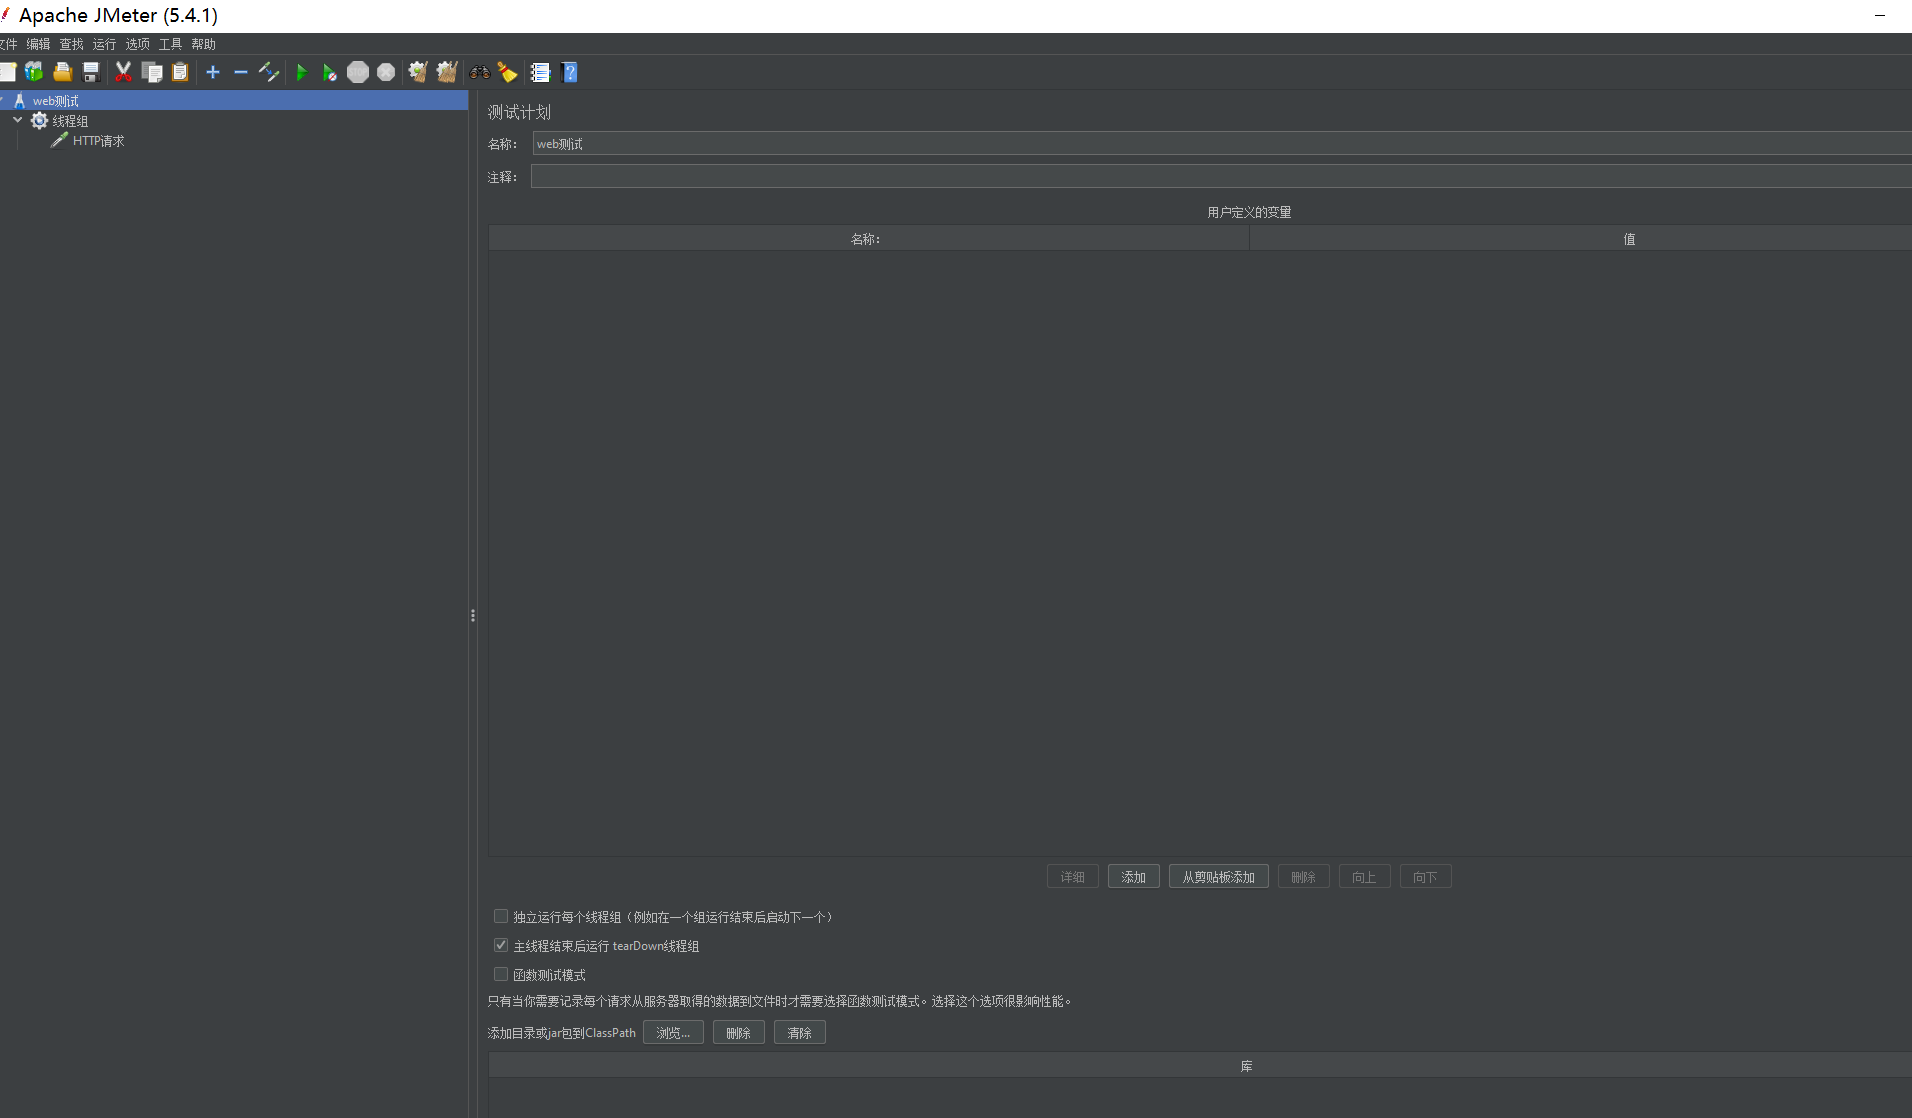 Apache JMeter (5.4.1)
文件 编辑 查找 运行 选项 工具 帮助
STOP
web测试
线程组
HTTP请求
测试计划
名称： web测试
注释：
用户定义的变量
名称： 值
详细 添加 从剪贴板添加 删除 向上 向下
独立运行每个线程组（例如在一个组运行结束后启动下一个）
主线程结束后运行 tearDown线程组
函数测试模式
只有当你需要记录每个请求从服务器取得的数据到文件时才需要选择函数测试模式。选择这个选项很影响性能。
添加目录或jar包到ClassPath 浏览... 删除 清除
库